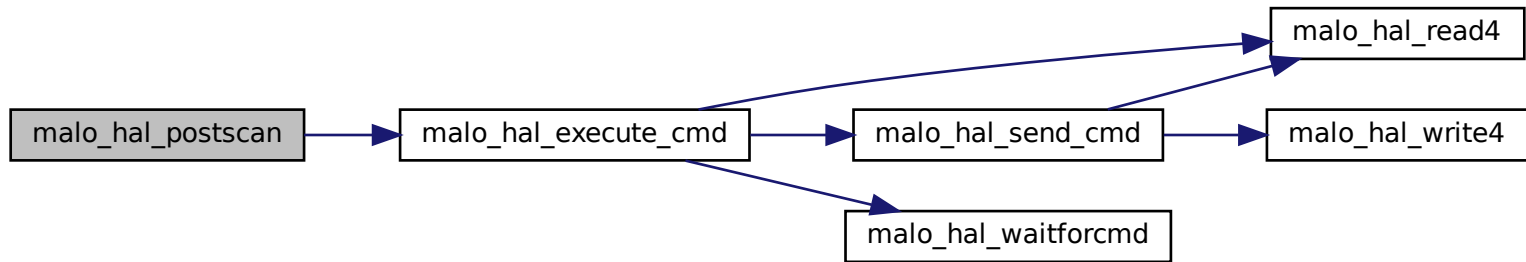 malo_hal_postscan
malo_hal_execute_cmd
malo_hal_read4
malo_hal_send_cmd
malo_hal_write4
malo_hal_waitforcmd